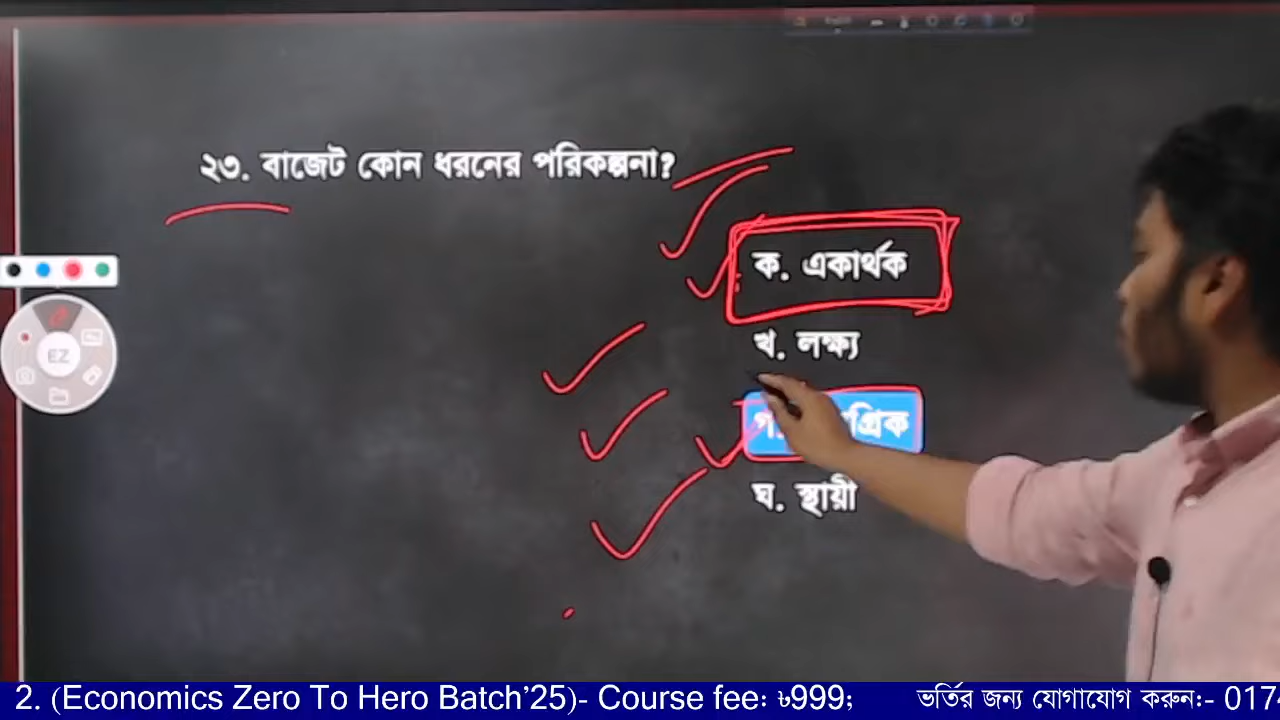 ২৩. বাজেট কোন ধরনের পরিকল্পনা?
ক. একার্থক
খ. লক্ষ্য
ঘ. স্থায়ী
EZ
2. (Economics Zero To Hero Batch’25)- Course fee: ৳999; ভর্তির জন্য যোগাযোগ করুন:- 017